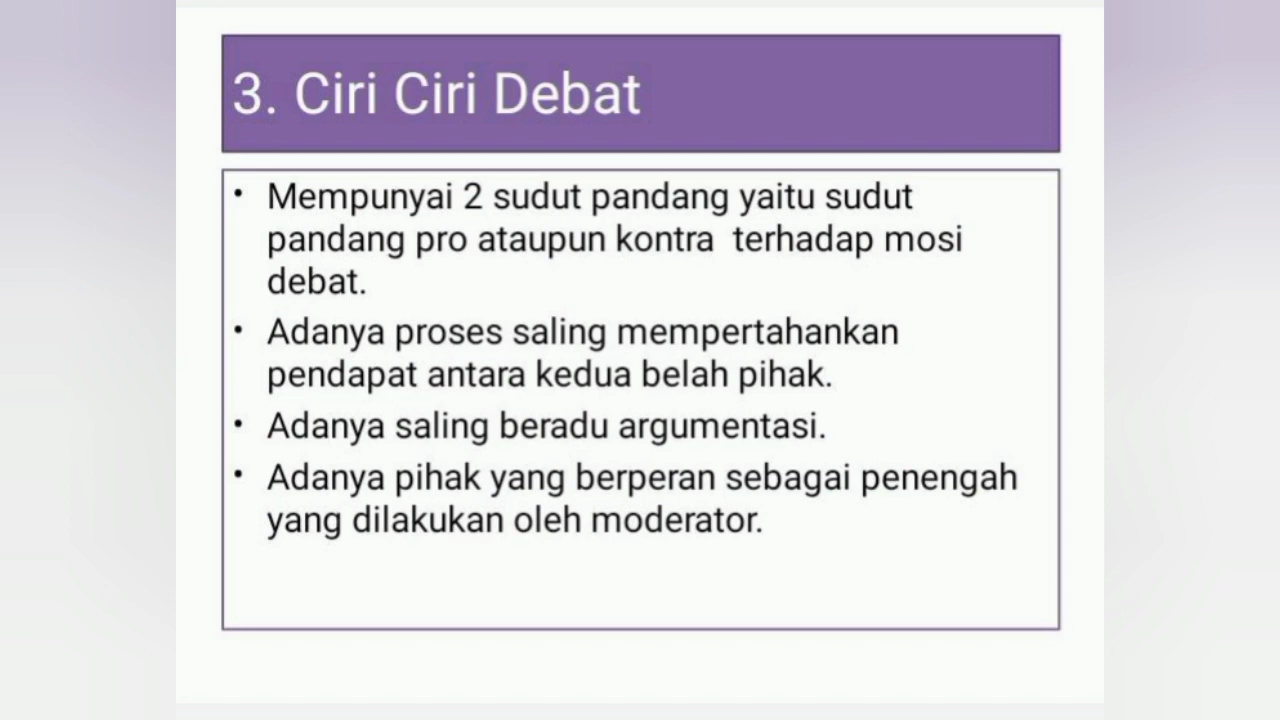 3. Ciri Ciri Debat
• Mempunyai 2 sudut pandang yaitu sudut
pandang pro ataupun kontra  terhadap mosi
debat.
• Adanya proses saling mempertahankan
pendapat antara kedua belah pihak.
• Adanya saling beradu argumentasi.
• Adanya pihak yang berperan sebagai penengah
yang dilakukan oleh moderator.